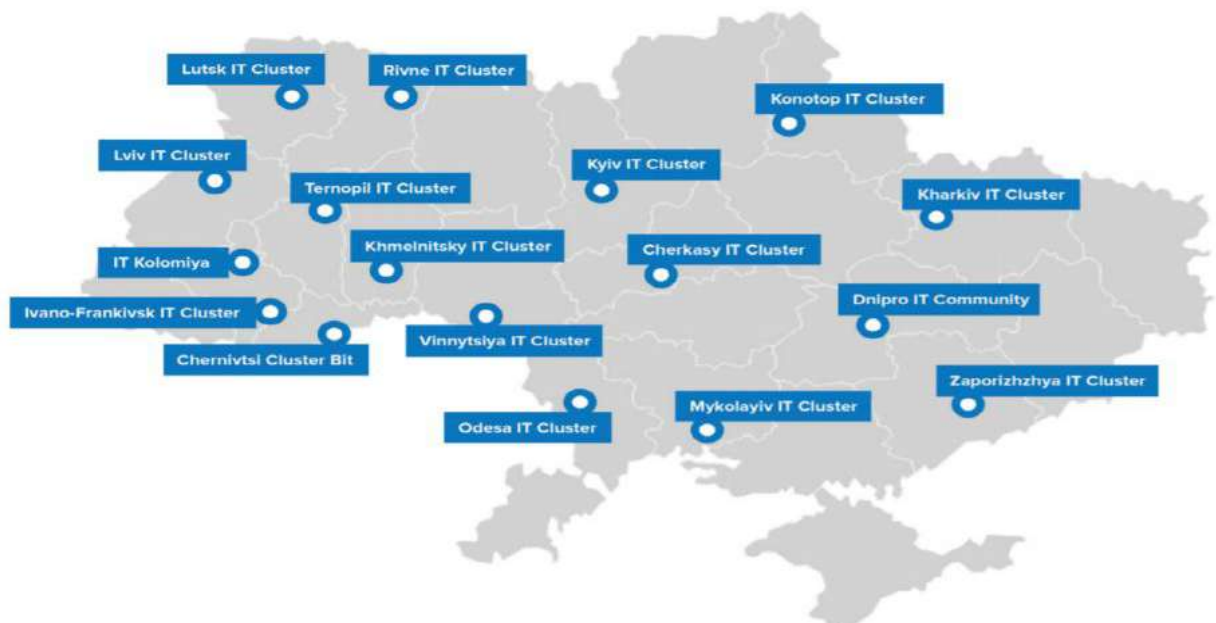 Lutsk IT Cluster
Rivne IT Cluster
Konotop IT Cluster
Lviv IT Cluster
Kyiv IT Cluster
Ternopil IT Cluster
Kharkiv IT Cluster
Khmelnitsky IT Cluster
Cherkasy IT Cluster
IT Kolomiya
Dnipro IT Community
Ivano-Frankivsk IT Cluster
Vinnytsiya IT Cluster
Chernivtsi Cluster Bit
Zaporizhzhya IT Cluster
Mykolayiv IT Cluster
Odesa IT Cluster